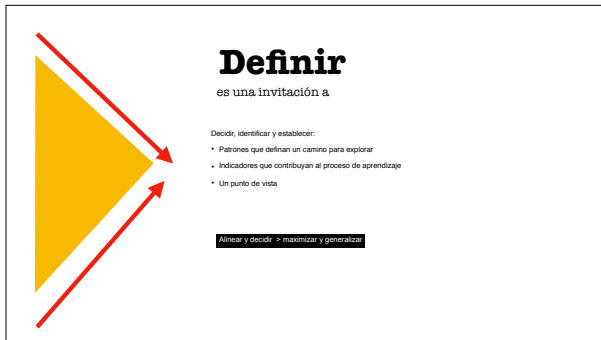 Definir
es una invitación a
Decidir, identificar y establecer:
• Patrones que definan un camino para explorar
• Indicadores que contribuyan al proceso de aprendizaje
• Un punto de vista
Alinear y decidir > maximizar y generalizar